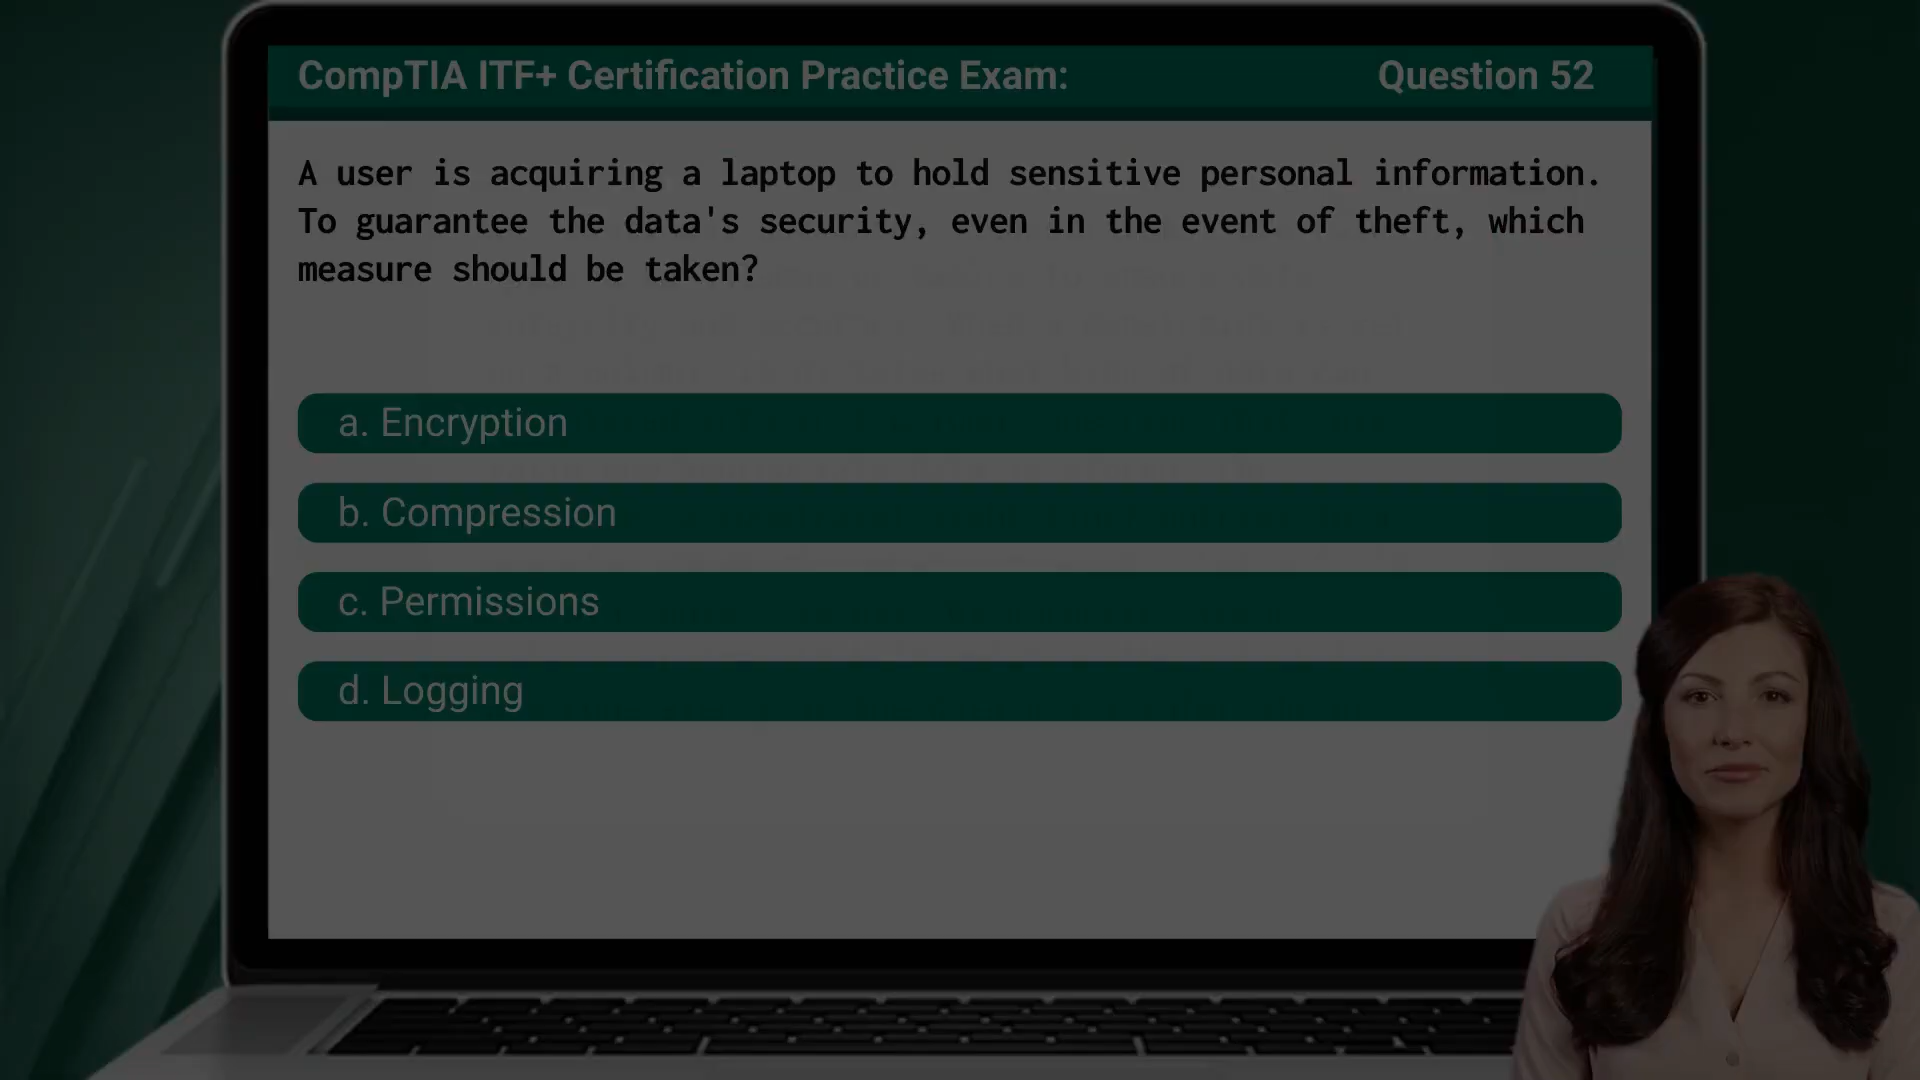 CompTIA ITF+ Certification Practice Exam:
Question 52
A user is acquiring a laptop to hold sensitive personal information.
To guarantee the data's security, even in the event of theft, which
measure should be taken?
a. Encryption
b. Compression
c. Permissions
d. Logging